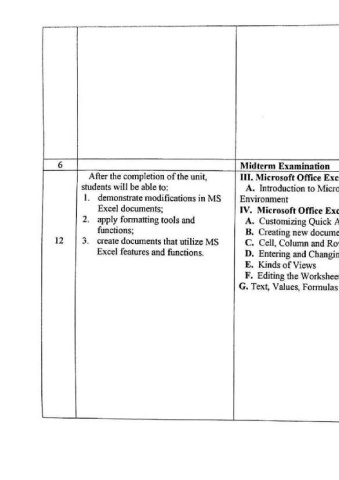 6
Midterm Examination
After the completion of the unit,
students will be able to:
1. demonstrate modifications in MS
Excel documents;
2. apply formatting tools and
functions;
12
3. create documents that utilize MS
Excel features and functions.
III. Microsoft Office Exc
A. Introduction to Micro
Environment
IV. Microsoft Office Exc
A. Customizing Quick A
B. Creating new docume
C. Cell, Column and Ro
D. Entering and Changin
E. Kinds of Views
F. Editing the Workshee
G. Text, Values, Formulas